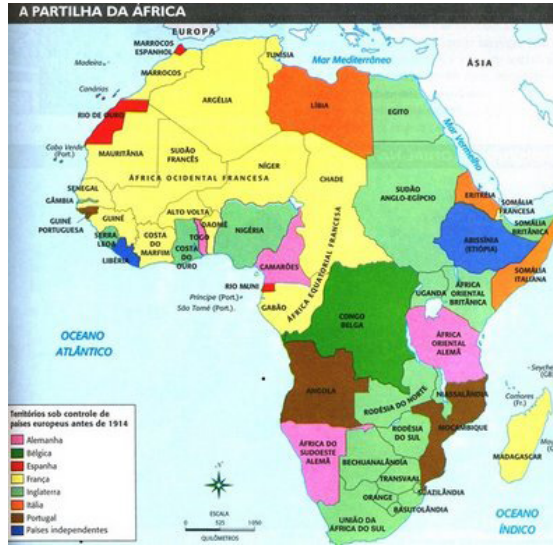 A PARTILHA DA ÁFRICA
EUROPA
MARROCOS
ESPANHOL
TUNÍSIA
Mar Mediterrâneo
ÁSIA
Madeira
MARROCOS
Canárias
ARGÉLIA
LÍBIA
EGITO
RIO DE OURO
Mar Vermelho
Cabo Verde
(Port.)
MAURITÂNIA
SUDÃO
FRANCÊS
NÍGER
CHADE
ÁFRICA OCIDENTAL FRANCESA
SUDÃO
ANGLO-EGÍPCIO
ERITRÉIA
SOMÁLIA
FRANCESA
SENEGAL
GÂMBIA
GUINÉ
PORTUGUESA
GUINÉ
ALTO VOLTA
DAOMÉ
NIGÉRIA
SOMÁLIA
BRITÂNICA
SERRA
LEOA
COSTA
DO
MARFIM
TOGO
COSTA
DO
OURO
LIBÉRIA
CAMARÕES
ABISSÍNIA
(ETIÓPIA)
SOMÁLIA
ITALIANA
RIO MUNI
Príncipe (Port.)
São Tomé (Port.)
GABÃO
ÁFRICA EQUATORIAL FRANCESA
UGANDA
ÁFRICA
ORIENTAL
BRITÂNICA
CONGO
BELGA
OCEANO
ATLÂNTICO
ÁFRICA
ORIENTAL
ALEMÃ
ANGOLA
RODÉSIA DO NORTE
NIASSALÂNDIA
Comores
(Fr.)
MOÇAMBIQUE
ÁFRICA DO
SUDOESTE
ALEMÃ
RODÉSIA
DO SUL
BECHUANALÂNDIA
MADAGASCAR
TRANSVAAL
SUAZILÂNDIA
ORANGE
BASUTOLÂNDIA
UNIÃO DA
ÁFRICA DO SUL
OCEANO
ÍNDICO
Territórios sob controle de
países europeus antes de 1914
Alemanha
Bélgica
Espanha
França
Inglaterra
Itália
Portugal
Países independentes
N
ESCALA
0 525 1050
QUILÔMETROS